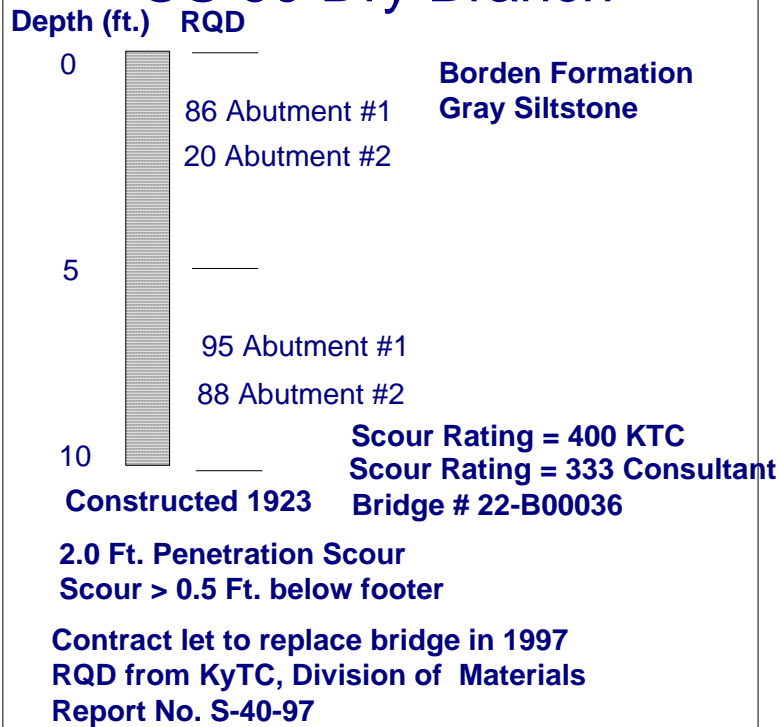 Depth (ft.) RQD
0
Borden Formation
Gray Siltstone
86 Abutment #1
20 Abutment #2
5
95 Abutment #1
88 Abutment #2
10
Scour Rating = 400 KTC
Scour Rating = 333 Consultant
Constructed 1923
Bridge # 22-B00036
2.0 Ft. Penetration Scour
Scour > 0.5 Ft. below footer
Contract let to replace bridge in 1997
RQD from KyTC, Division of Materials
Report No. S-40-97